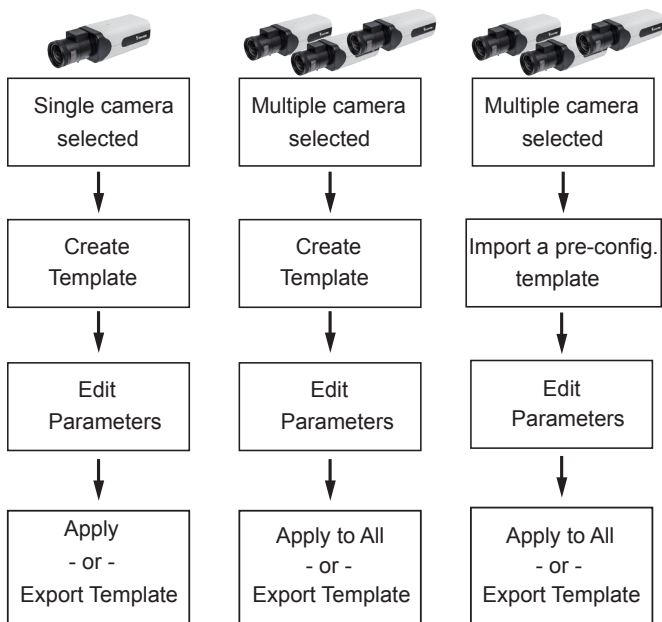 Single camera
selected
Create
Template
Edit
Parameters
Apply
- or -
Export Template
Multiple camera
selected
Create
Template
Edit
Parameters
Apply to All
- or -
Export Template
Multiple camera
selected
Import a pre-config.
template
Edit
Parameters
Apply to All
- or -
Export Template